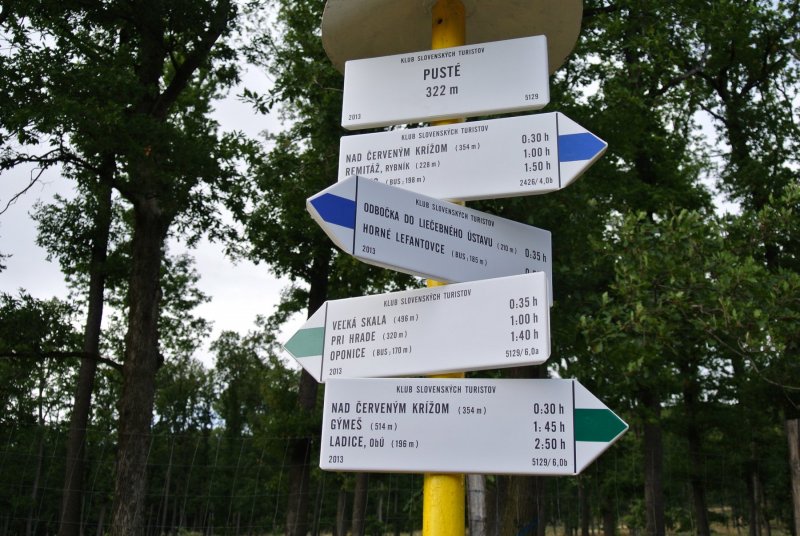 KLUB SLOVENSKÝCH TURISTOV
PUSTÉ
322 m
2013 5129
KLUB SLOVENSKÝCH TURISTOV
NAD ČERVENÝM KRÍŽOM (354 m) 0:30 h
REMITÁŽ, RYBNÍK (228 m) 1:00 h
(BUS: 198 m) 1:50 h
2426/4,0b
KLUB SLOVENSKÝCH TURISTOV
ODBOČKA DO LIEČEBNÉHO ÚSTAVU (210 m) 0:35 h
HORNÉ LEFANTOVCE (BUS: 185 m)
2013
KLUB SLOVENSKÝCH TURISTOV
VEĽKÁ SKALA (496 m) 0:35 h
PRI HRADE (320 m) 1:00 h
OPONICE (BUS: 170 m) 1:40 h
2013 5129/6,0a
KLUB SLOVENSKÝCH TURISTOV
NAD ČERVENÝM KRÍŽOM (354 m) 0:30 h
GÝMEŠ (514 m) 1:45 h
LADICE, ObÚ (196 m) 2:50 h
2013 5129/6,0b